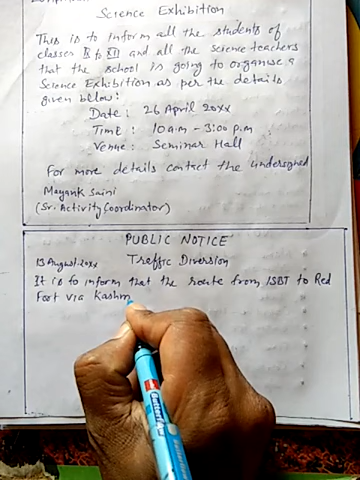 Science Exhibition
This is to inform all the students of
classes IX to XII and all the science teachers
that the school is going to organise a
Science Exhibition as per the details
given bllow:
Date : 26 April 20xx
Time : 10 a.m - 3:00 p.m
Venue : Seminar Hall
For more details contact the undersigned
Mayank Saini
(Sr. Activity Coordinator)
PUBLIC NOTICE
13 August 20xx Traffic Diversion
It is to inform that the route from ISBT to Red
Foot via Kashm